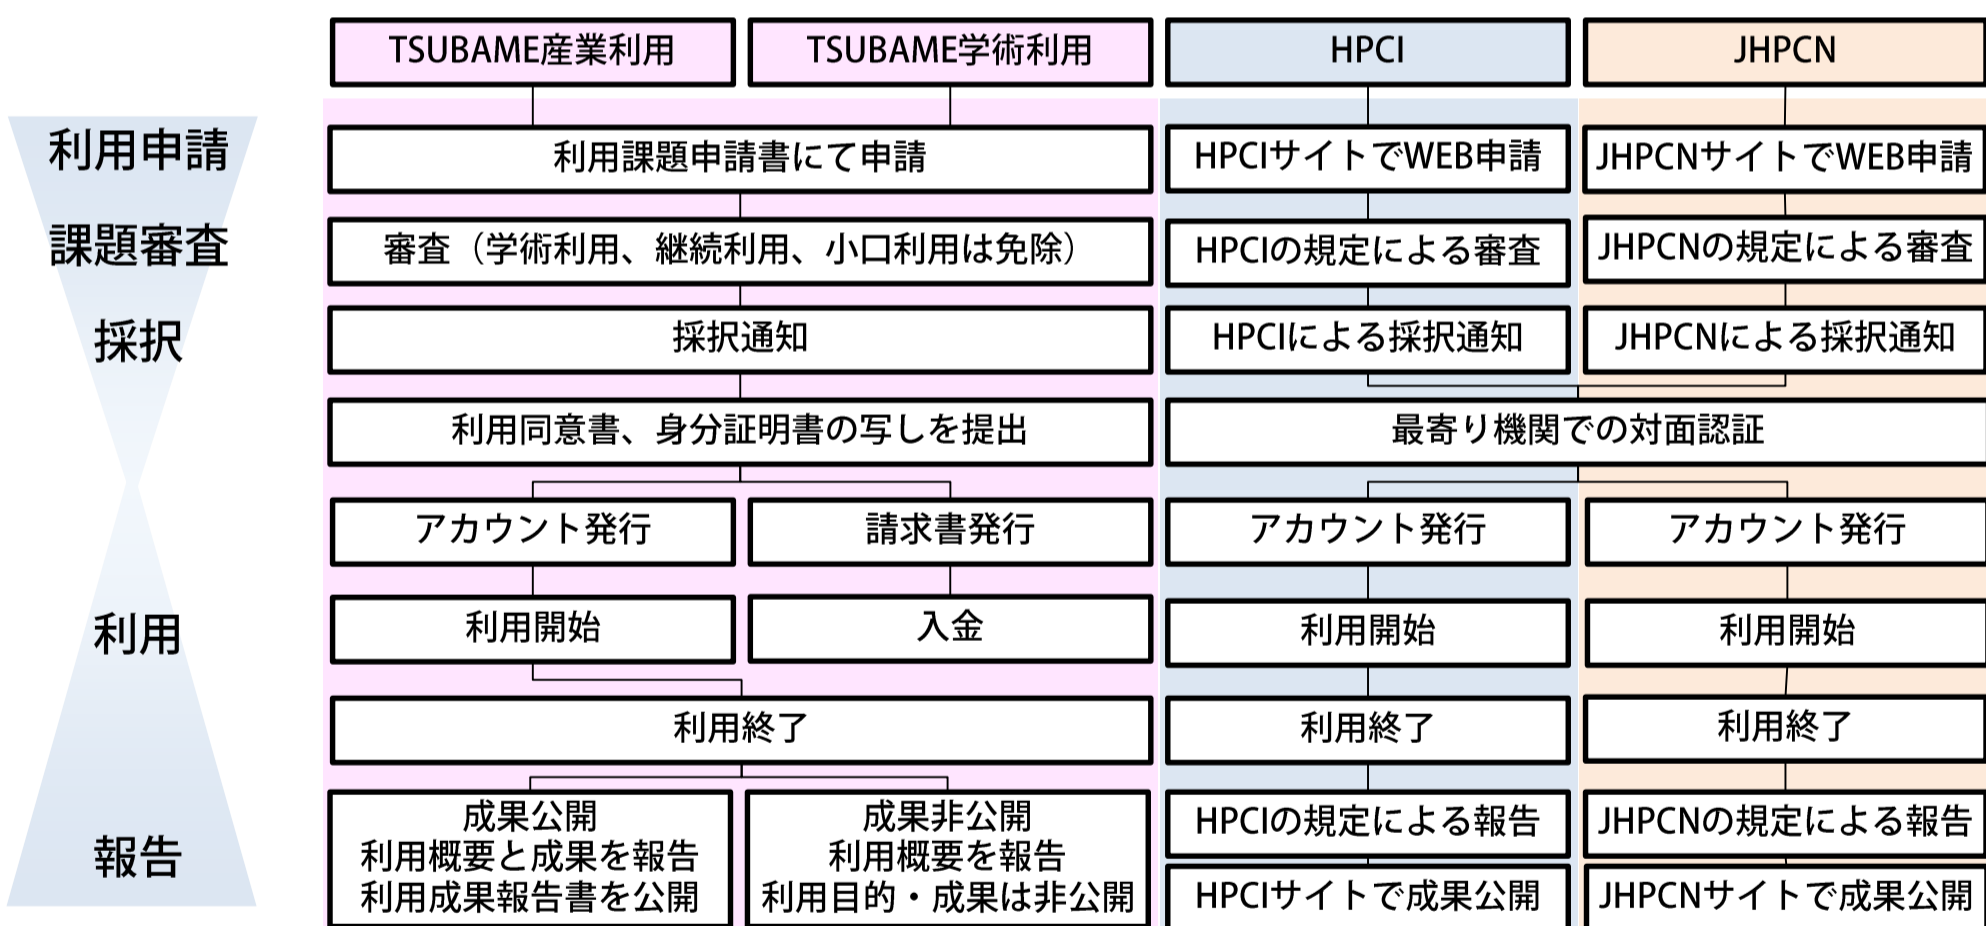 TSUBAME産業利用
TSUBAME学術利用
HPCI
JHPCN
利用申請
利用課題申請書にて申請
HPCIサイトでWEB申請
JHPCNサイトでWEB申請
課題審査
審査（学術利用、継続利用、小口利用は免除）
HPCIの規定による審査
JHPCNの規定による審査
採択
採択通知
HPCIによる採択通知
JHPCNによる採択通知
利用同意書、身分証明書の写しを提出
最寄り機関での対面認証
アカウント発行
請求書発行
アカウント発行
アカウント発行
利用
利用開始
入金
利用開始
利用開始
利用終了
利用終了
利用終了
報告
成果公開
利用概要と成果を報告
利用成果報告書を公開
成果非公開
利用概要を報告
利用目的・成果は非公開
HPCIの規定による報告
JHPCNの規定による報告
HPCIサイトで成果公開
JHPCNサイトで成果公開